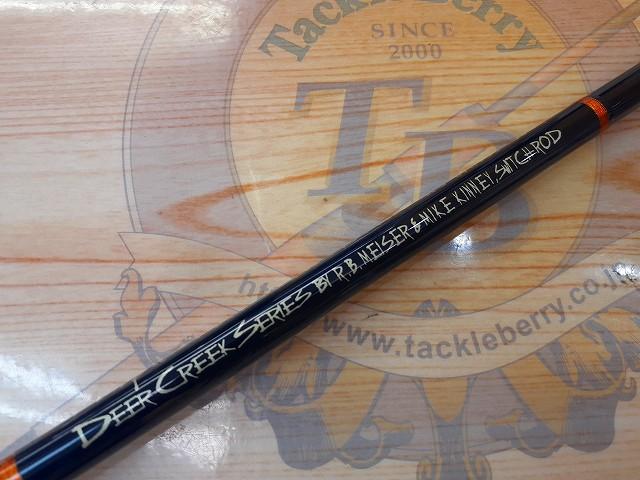 TackleBerry
SINCE
2000
TB
DEER CREEK SERIES BY R.B. MEISER & MIKE KINNEY, SWITCH ROD
www.tackleberry.co.jp